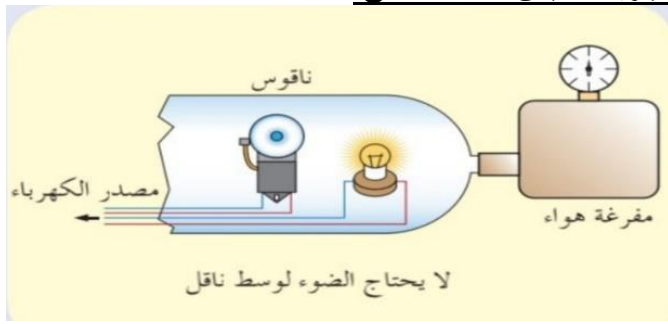 ناقوس
مصدر الكهرباء
مفرغة هواء
لا يحتاج الضوء لوسط ناقل